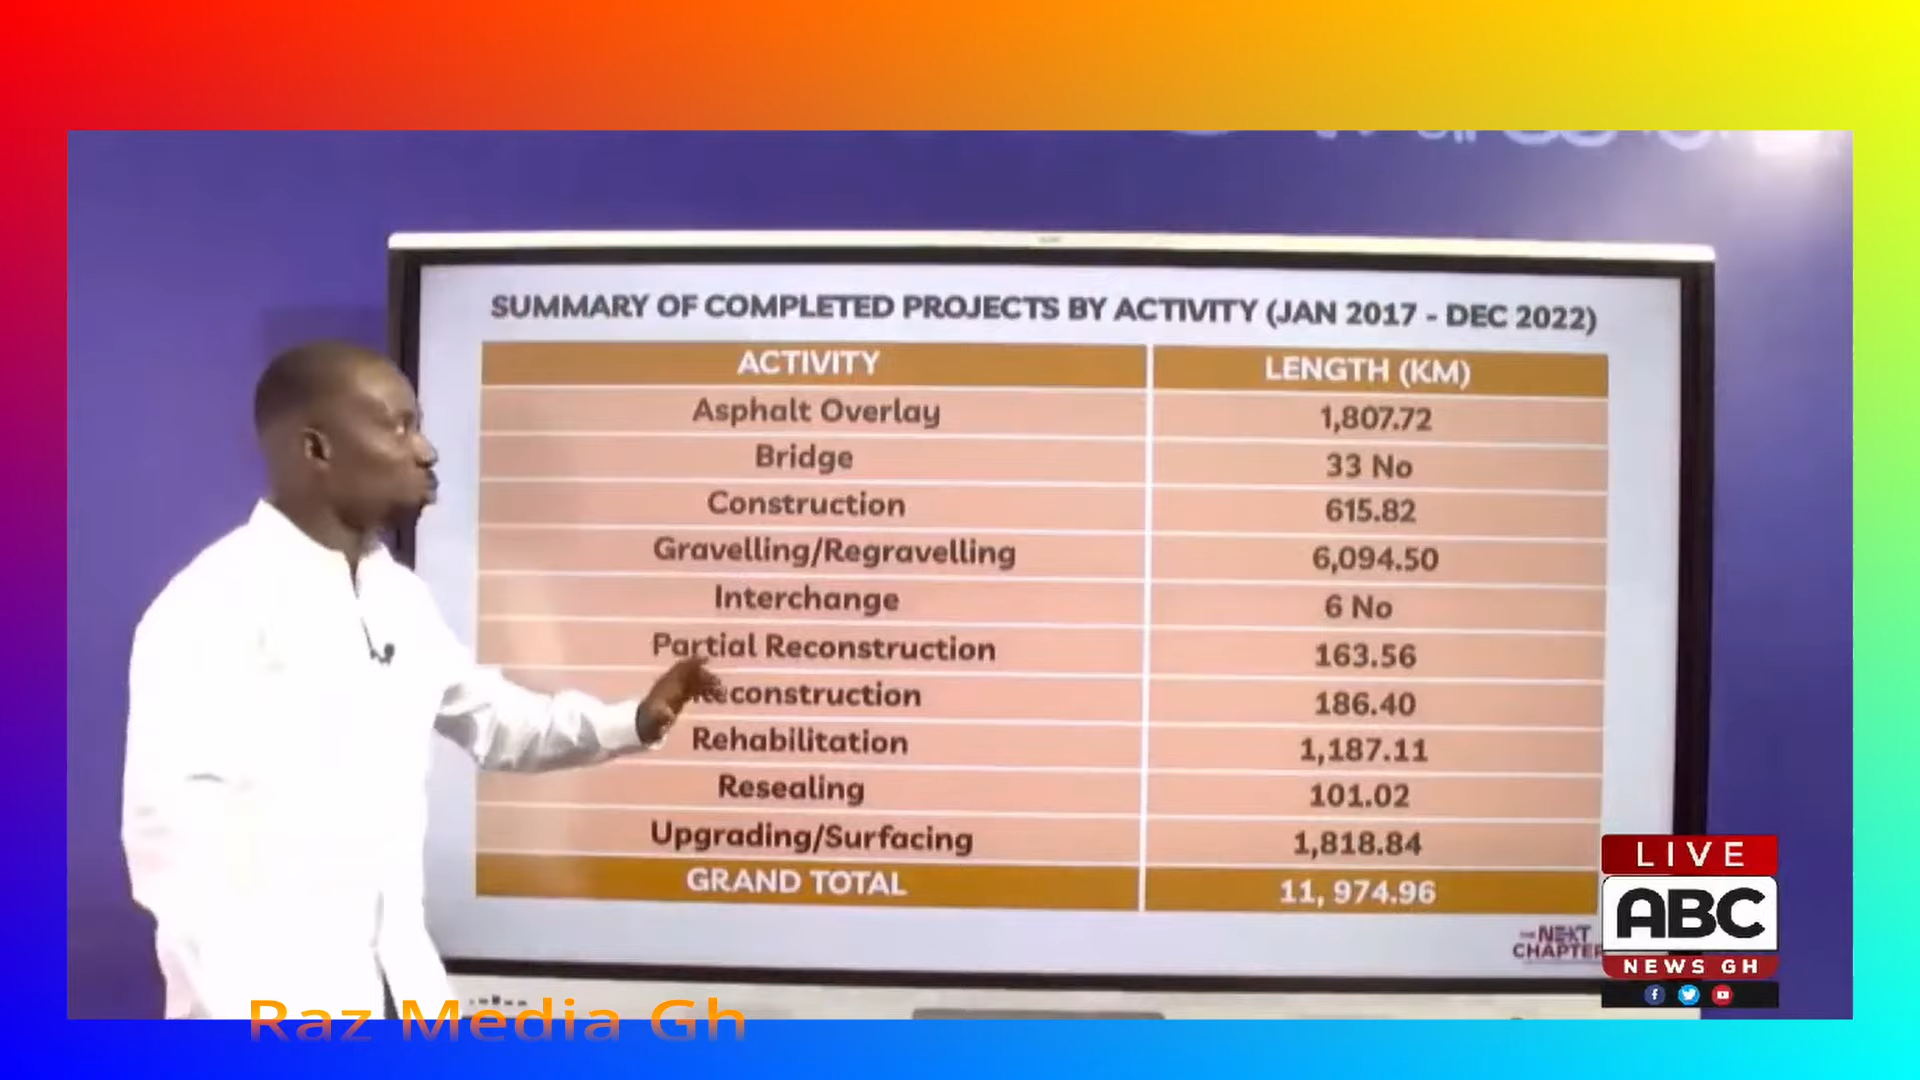 SUMMARY OF COMPLETED PROJECTS BY ACTIVITY (JAN 2017 - DEC 2022)
ACTIVITY LENGTH (KM)
Asphalt Overlay 1,807.72
Bridge 33 No
Construction 615.82
Gravelling/Regravelling 6,094.50
Interchange 6 No
Partial Reconstruction 163.56
Reconstruction 186.40
Rehabilitation 1,187.11
Resealing 101.02
Upgrading/Surfacing 1,818.84
GRAND TOTAL 11, 974.96
NEXT
CHAPTER
LIVE
ABC
NEWS GH
Raz Media Gh